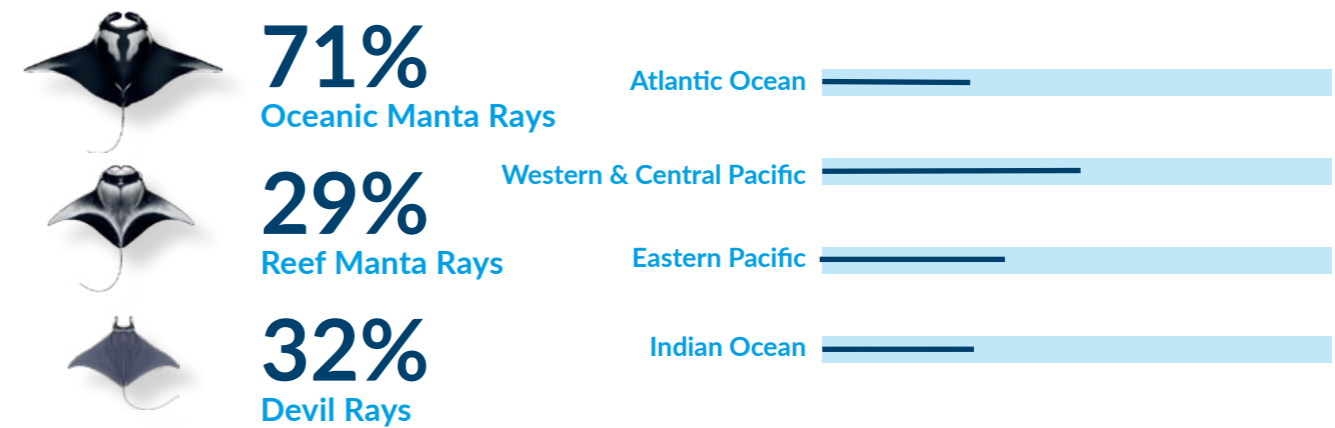 71%
Oceanic Manta Rays
29%
Reef Manta Rays
32%
Devil Rays
Atlantic Ocean
Western & Central Pacific
Eastern Pacific
Indian Ocean